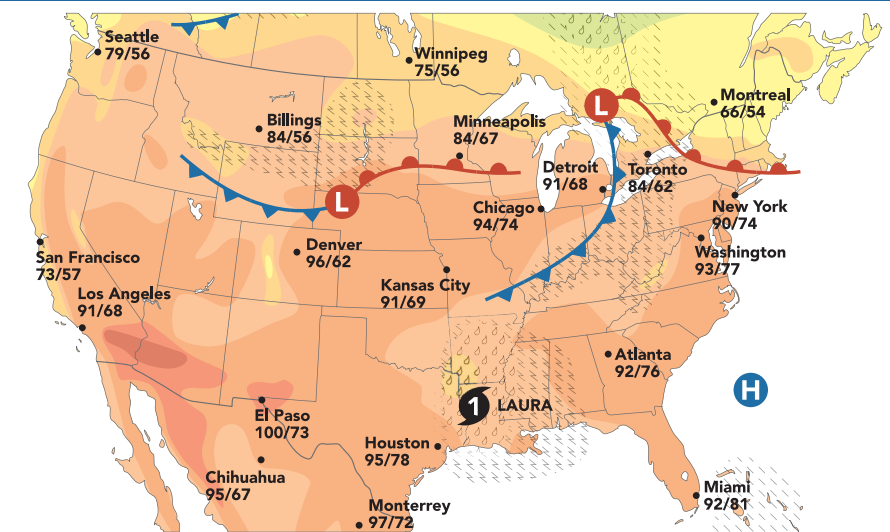 Seattle
79/56
Winnipeg
75/56
Montreal
66/54
L
Billings
84/56
Minneapolis
84/67
Detroit
91/68
Toronto
84/62
L
Chicago
94/74
New York
90/74
San Francisco
73/57
Denver
96/62
Washington
93/77
Kansas City
91/69
Los Angeles
91/68
Atlanta
92/76
H
1 LAURA
El Paso
100/73
Houston
95/78
Chihuahua
95/67
Miami
92/81
Monterrey
97/72